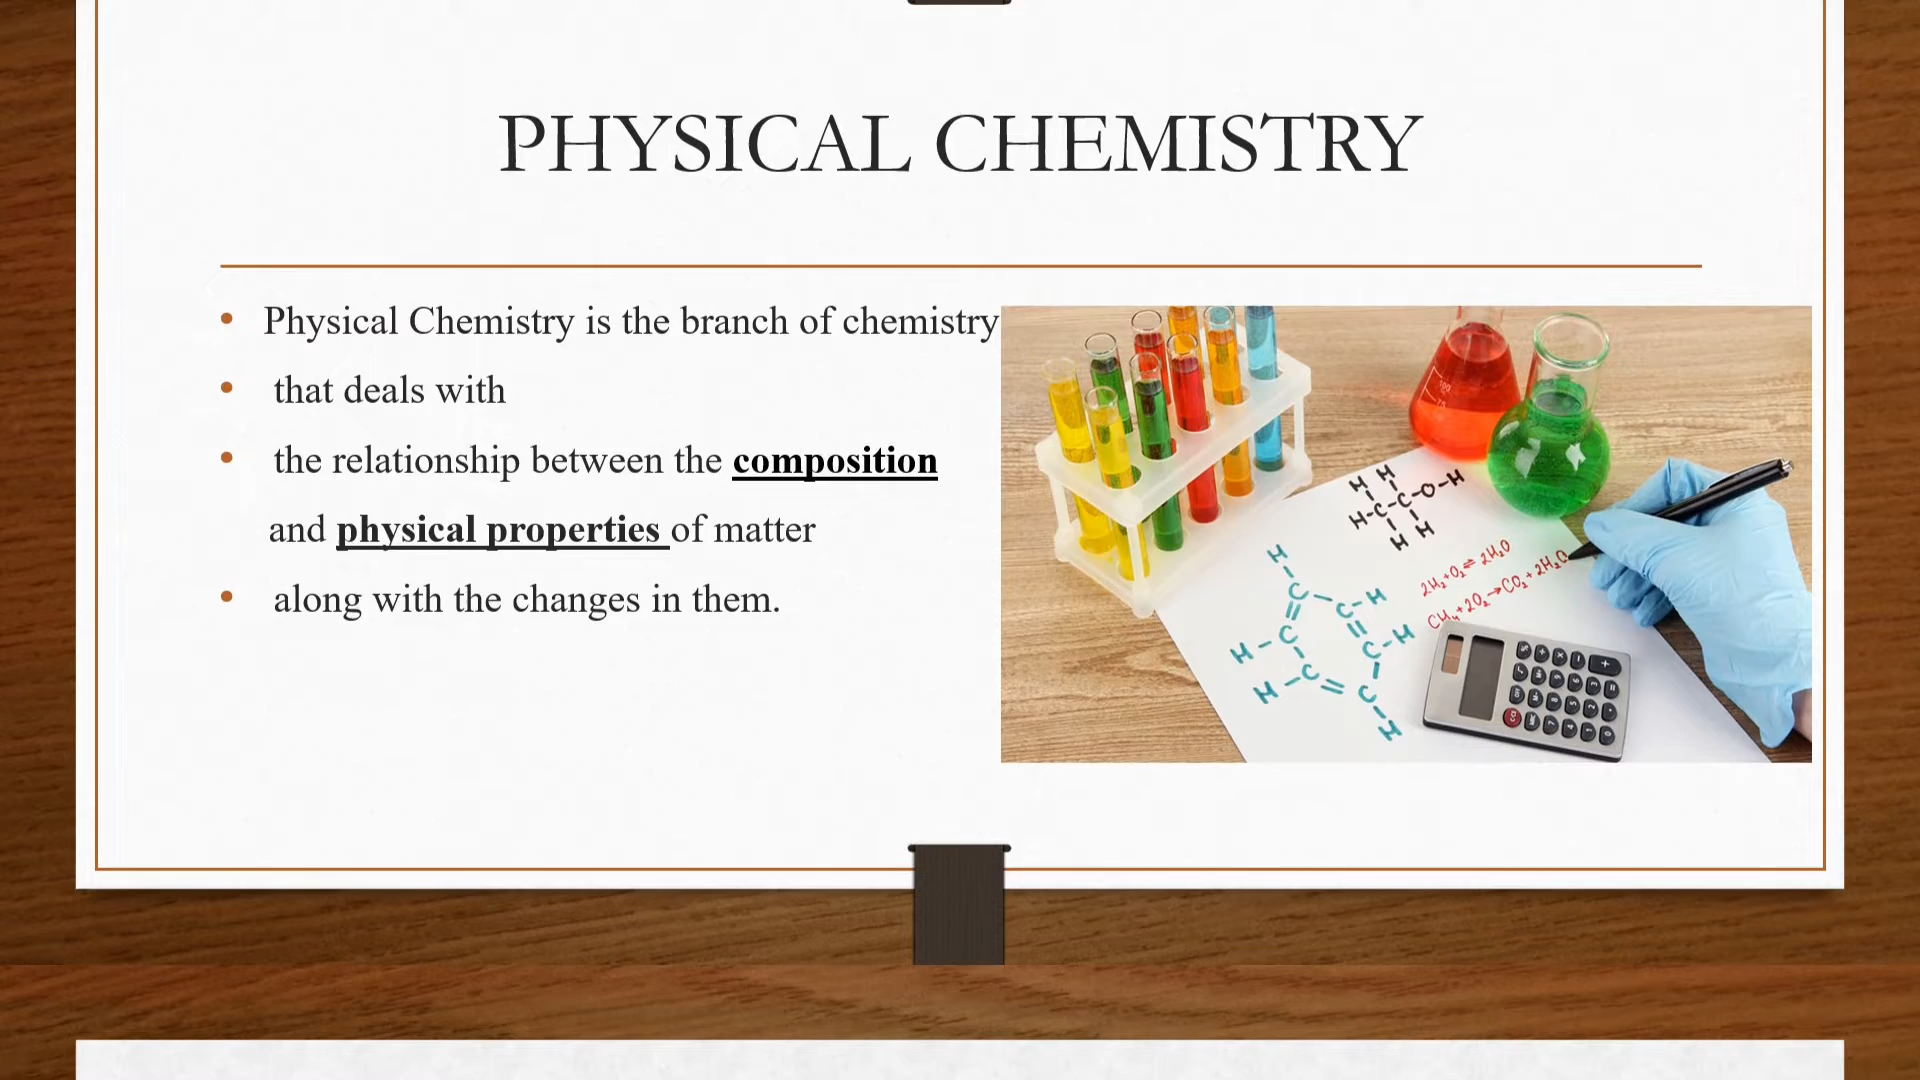 PHYSICAL CHEMISTRY
• Physical Chemistry is the branch of chemistry
• that deals with
• the relationship between the composition
and physical properties of matter
• along with the changes in them.
H H
H-C-C-O-H
H H
2H₂+O₂⇌2H₂O
CH₄+2O₂→CO₂+2H₂O
H
C C-H
H-C C-H
H-C=C
H